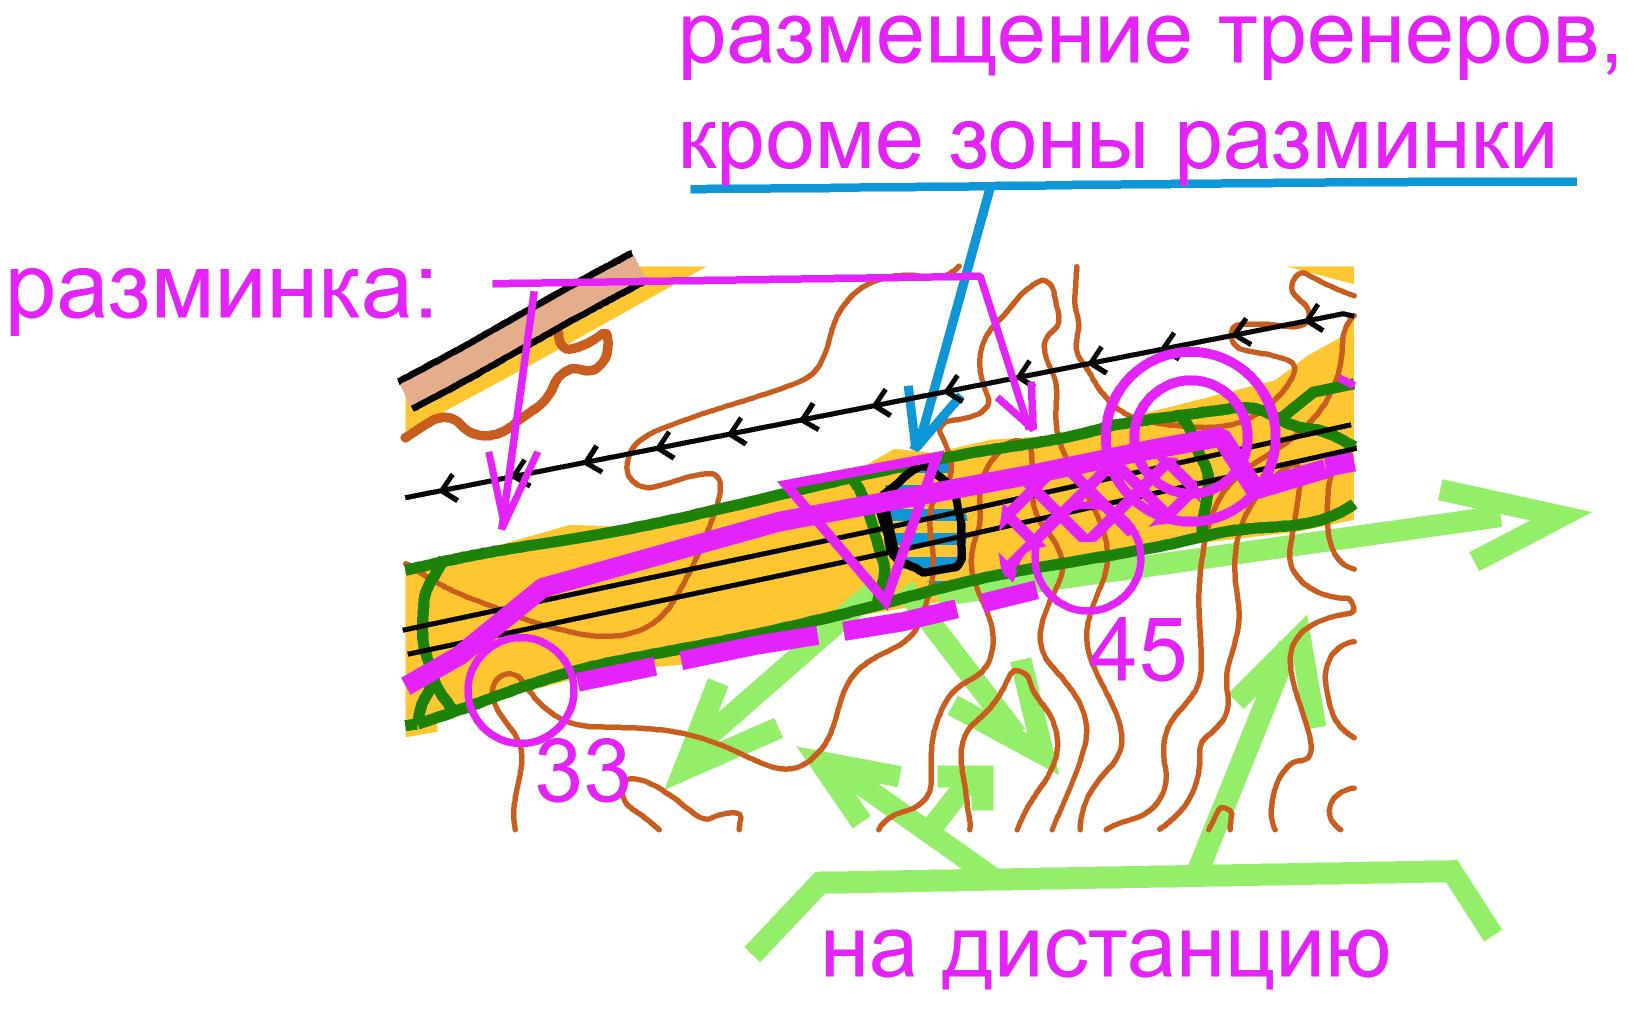 размещение тренеров,
кроме зоны разминки
разминка:
45
33
на дистанцию